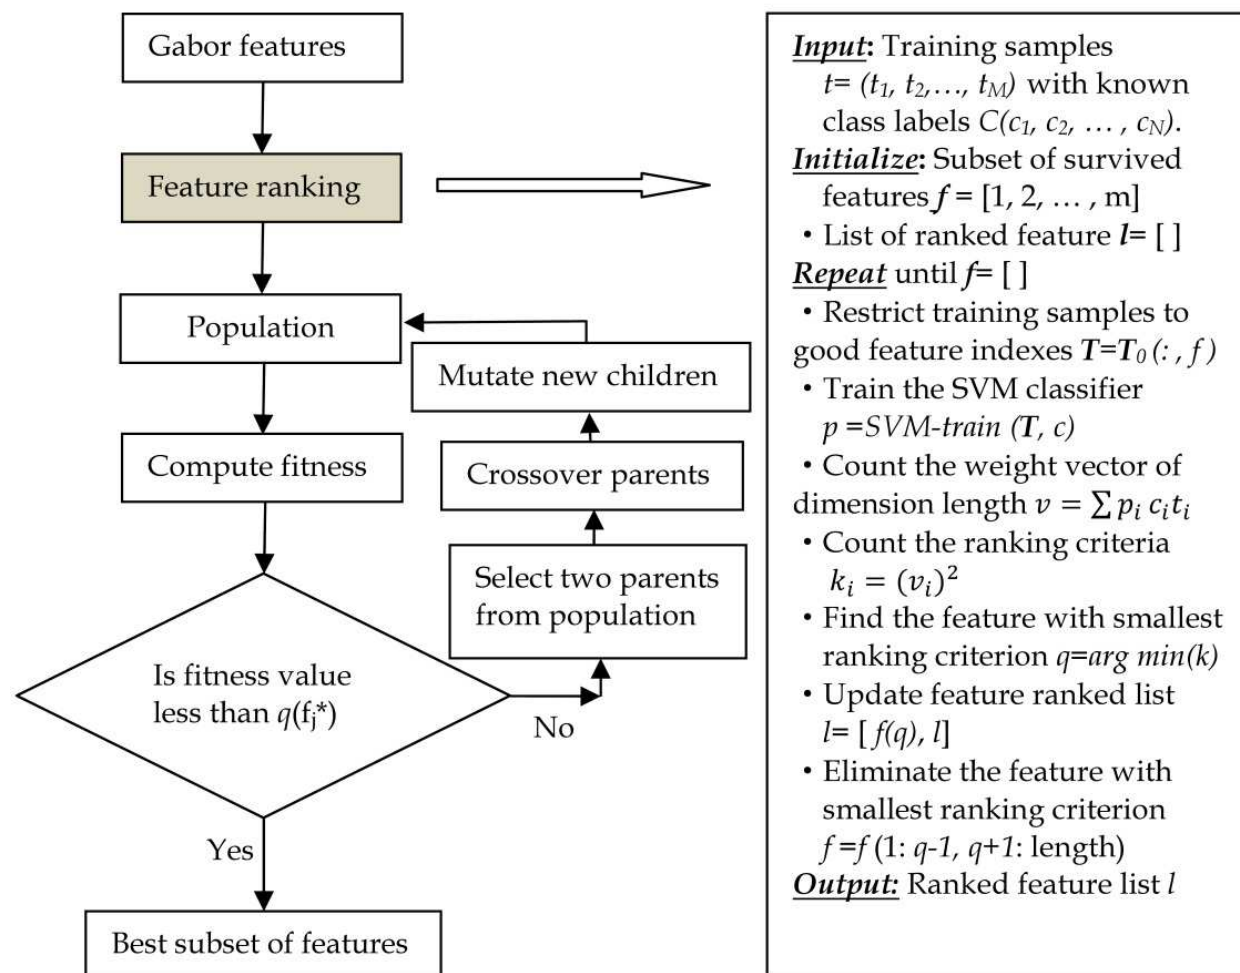 Gabor features
Feature ranking
Population
Mutate new children
Compute fitness
Crossover parents
Select two parents
from population
Is fitness value
less than q(fj*)
No
Yes
Best subset of features
Input: Training samples
t= (t1, t2,…, tM) with known
class labels C(c1, c2, … , cN).
Initialize: Subset of survived
features f = [1, 2, … , m]
• List of ranked feature l= [ ]
Repeat until f= [ ]
• Restrict training samples to
good feature indexes T=T0 (: , f )
• Train the SVM classifier
p =SVM-train (T, c)
• Count the weight vector of
dimension length v = ∑ pi ci ti
• Count the ranking criteria
ki = (vi)²
• Find the feature with smallest
ranking criterion q=arg min(k)
• Update feature ranked list
l= [ f(q), l]
• Eliminate the feature with
smallest ranking criterion
f =f (1: q-1, q+1: length)
Output: Ranked feature list l